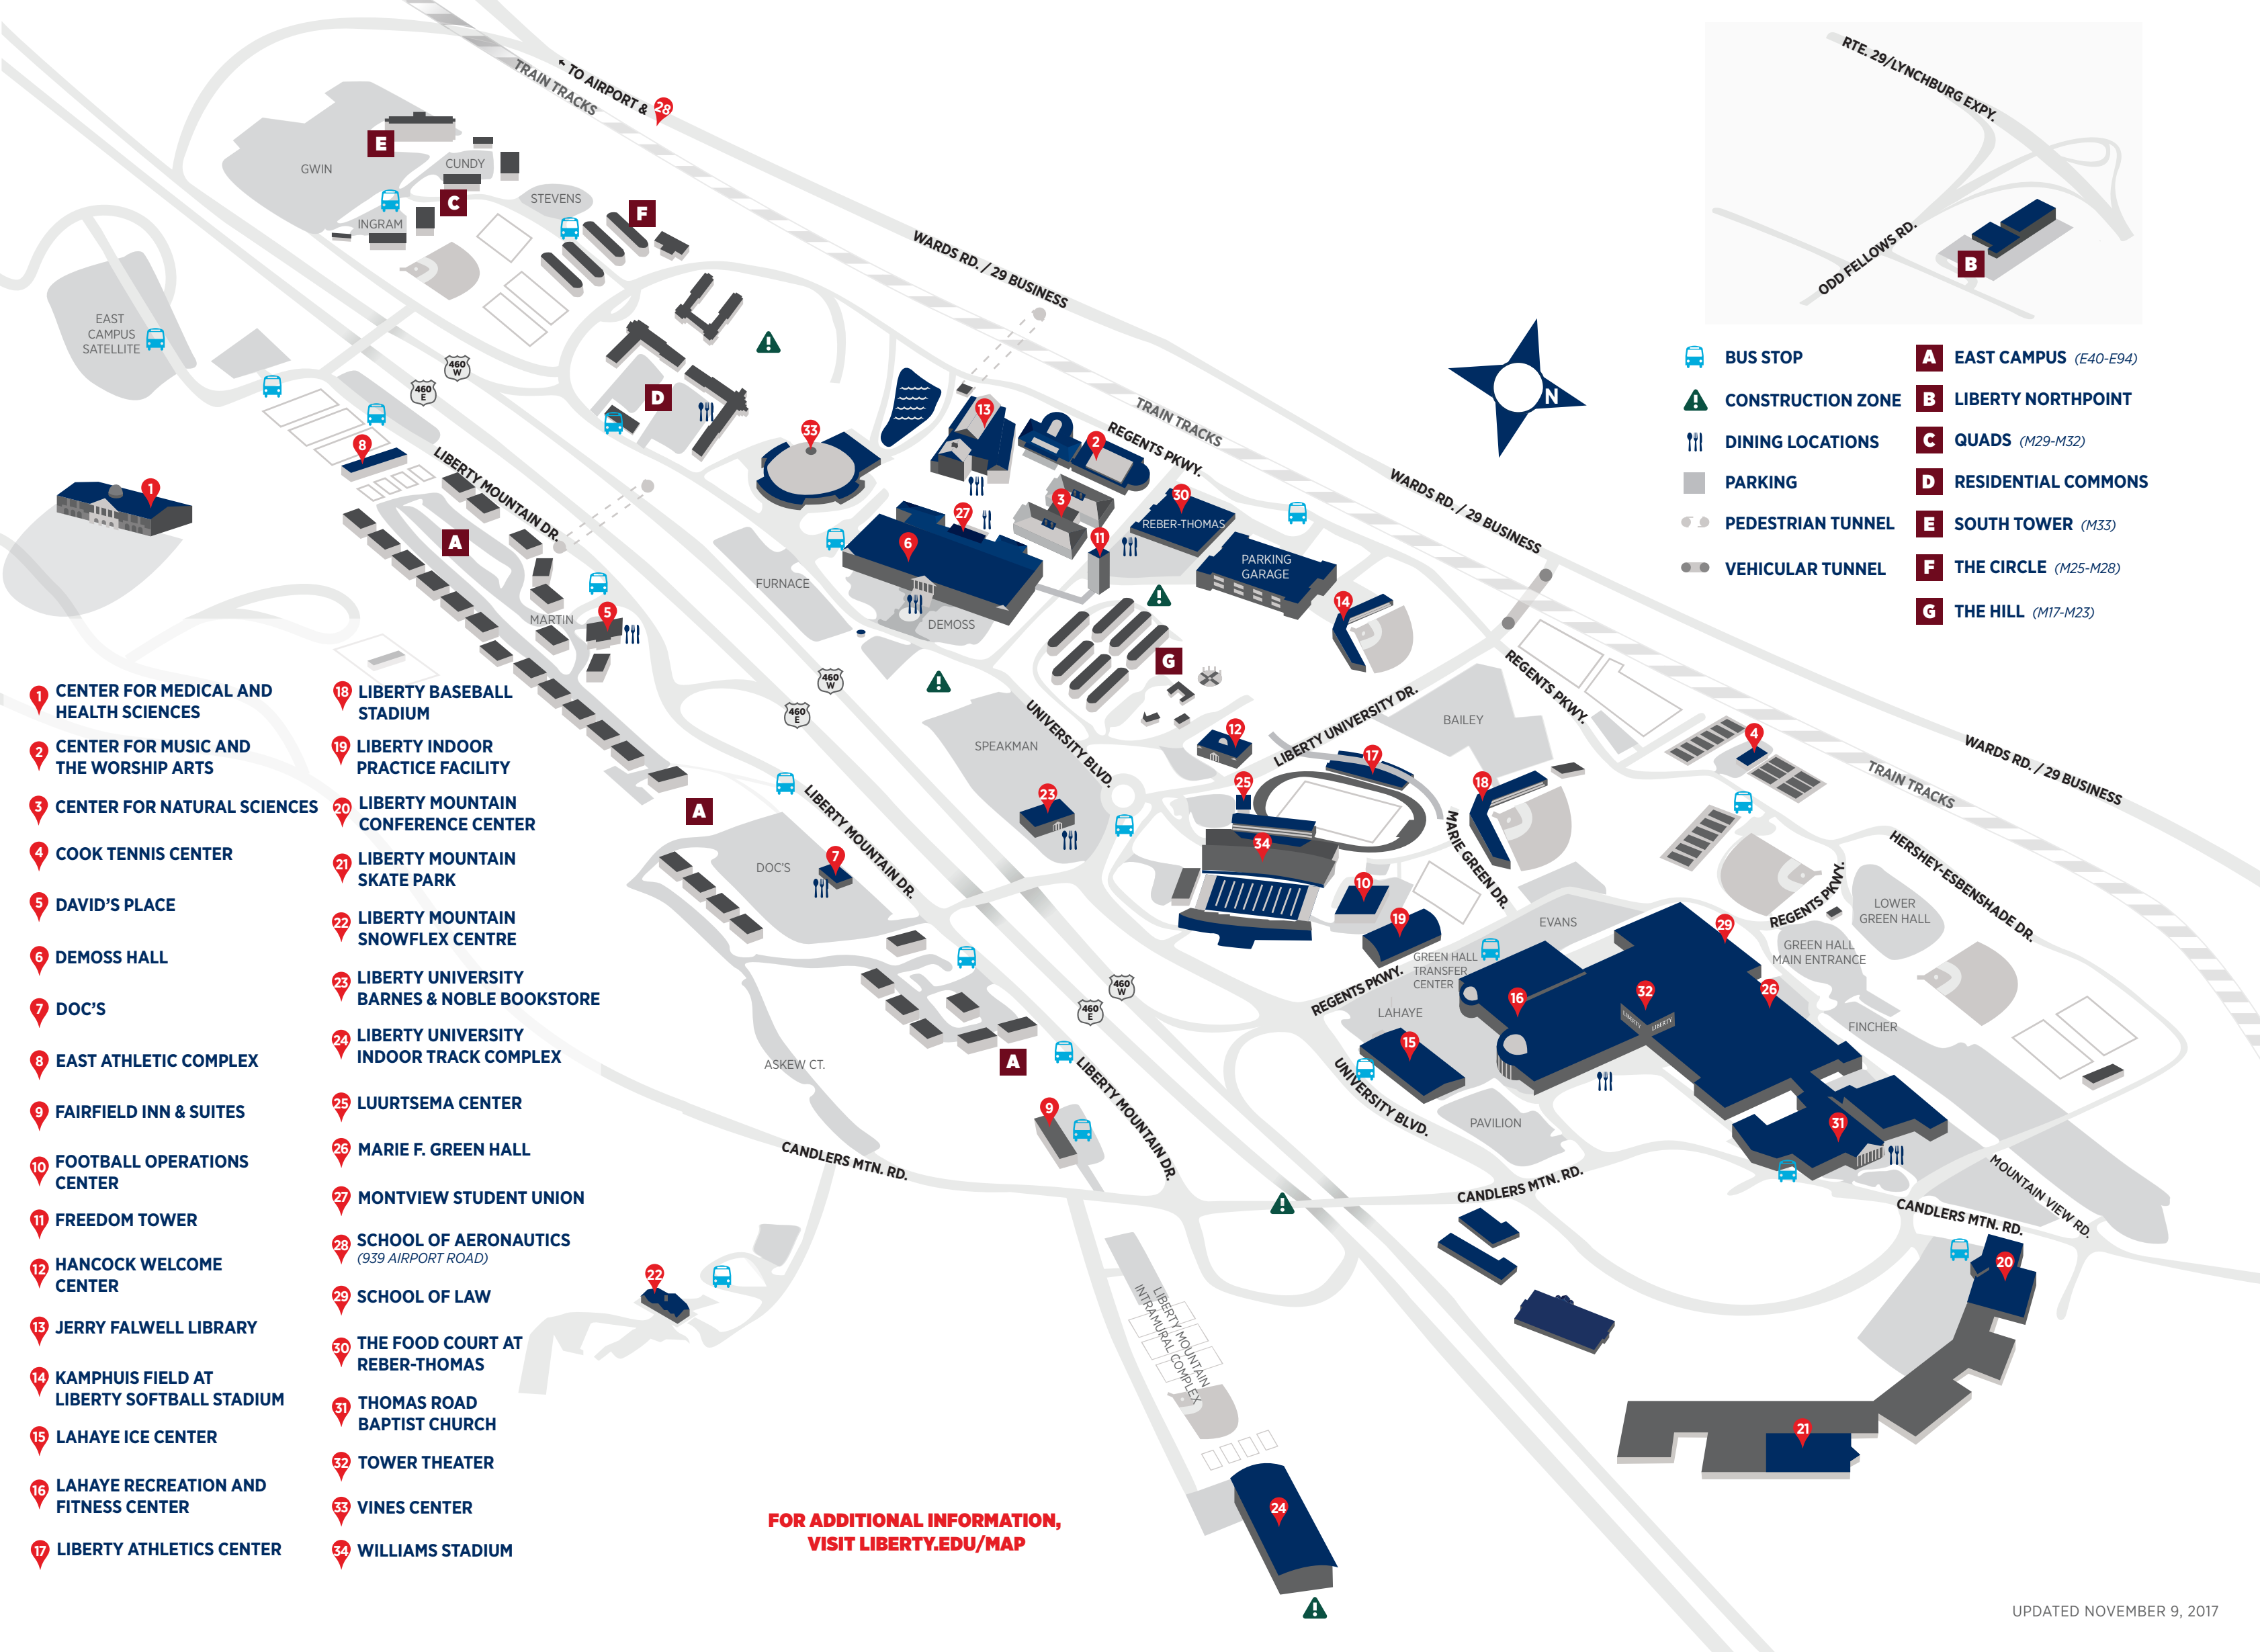 TRAIN TRACKS
TO AIRPORT & 28
RTE. 29/LYNCHBURG EXPY.
ODD FELLOWS RD.
B
E
GWIN
CUNDY
C
INGRAM
STEVENS
F
WARDS RD. / 29 BUSINESS
EAST
CAMPUS
SATELLITE
460
W
460
E
D
N
BUS STOP
CONSTRUCTION ZONE
DINING LOCATIONS
PARKING
PEDESTRIAN TUNNEL
VEHICULAR TUNNEL
A EAST CAMPUS (E40-E94)
B LIBERTY NORTHPOINT
C QUADS (M29-M32)
D RESIDENTIAL COMMONS
E SOUTH TOWER (M33)
F THE CIRCLE (M25-M28)
G THE HILL (M17-M23)
TRAIN TRACKS
REGENTS PKWY.
WARDS RD. / 29 BUSINESS
13
2
33
8
1
LIBERTY MOUNTAIN DR.
A
3
30
REBER-THOMAS
27
6
11
PARKING
GARAGE
FURNACE
DEMOSS
14
MARTIN
5
G
460
W
460
E
UNIVERSITY BLVD.
SPEAKMAN
LIBERTY UNIVERSITY DR.
BAILEY
REGENTS PKWY.
12
17
25
18
4
WARDS RD. / 29 BUSINESS
TRAIN TRACKS
23
34
MARIE GREEN DR.
HERSHEY-ESBENSHADE DR.
A
LIBERTY MOUNTAIN DR.
DOC'S
7
10
19
EVANS
29
REGENTS PKWY.
LOWER
GREEN HALL
GREEN HALL
MAIN ENTRANCE
GREEN HALL
TRANSFER
CENTER
REGENTS PKWY.
LAHAYE
16
32
LIBERTY
LIBERTY
26
FINCHER
460
W
460
E
15
UNIVERSITY BLVD.
PAVILION
31
ASKEW CT.
A
LIBERTY MOUNTAIN DR.
9
CANDLERS MTN. RD.
CANDLERS MTN. RD.
MOUNTAIN VIEW RD.
CANDLERS MTN. RD.
20
22
LIBERTY MOUNTAIN
INTRAMURAL COMPLEX
21
24
1 CENTER FOR MEDICAL AND
HEALTH SCIENCES
2 CENTER FOR MUSIC AND
THE WORSHIP ARTS
3 CENTER FOR NATURAL SCIENCES
4 COOK TENNIS CENTER
5 DAVID'S PLACE
6 DEMOSS HALL
7 DOC'S
8 EAST ATHLETIC COMPLEX
9 FAIRFIELD INN & SUITES
10 FOOTBALL OPERATIONS
CENTER
11 FREEDOM TOWER
12 HANCOCK WELCOME
CENTER
13 JERRY FALWELL LIBRARY
14 KAMPHUIS FIELD AT
LIBERTY SOFTBALL STADIUM
15 LAHAYE ICE CENTER
16 LAHAYE RECREATION AND
FITNESS CENTER
17 LIBERTY ATHLETICS CENTER
18 LIBERTY BASEBALL
STADIUM
19 LIBERTY INDOOR
PRACTICE FACILITY
20 LIBERTY MOUNTAIN
CONFERENCE CENTER
21 LIBERTY MOUNTAIN
SKATE PARK
22 LIBERTY MOUNTAIN
SNOWFLEX CENTRE
23 LIBERTY UNIVERSITY
BARNES & NOBLE BOOKSTORE
24 LIBERTY UNIVERSITY
INDOOR TRACK COMPLEX
25 LUURTSEMA CENTER
26 MARIE F. GREEN HALL
27 MONTVIEW STUDENT UNION
28 SCHOOL OF AERONAUTICS
(939 AIRPORT ROAD)
29 SCHOOL OF LAW
30 THE FOOD COURT AT
REBER-THOMAS
31 THOMAS ROAD
BAPTIST CHURCH
32 TOWER THEATER
33 VINES CENTER
34 WILLIAMS STADIUM
FOR ADDITIONAL INFORMATION,
VISIT LIBERTY.EDU/MAP
UPDATED NOVEMBER 9, 2017